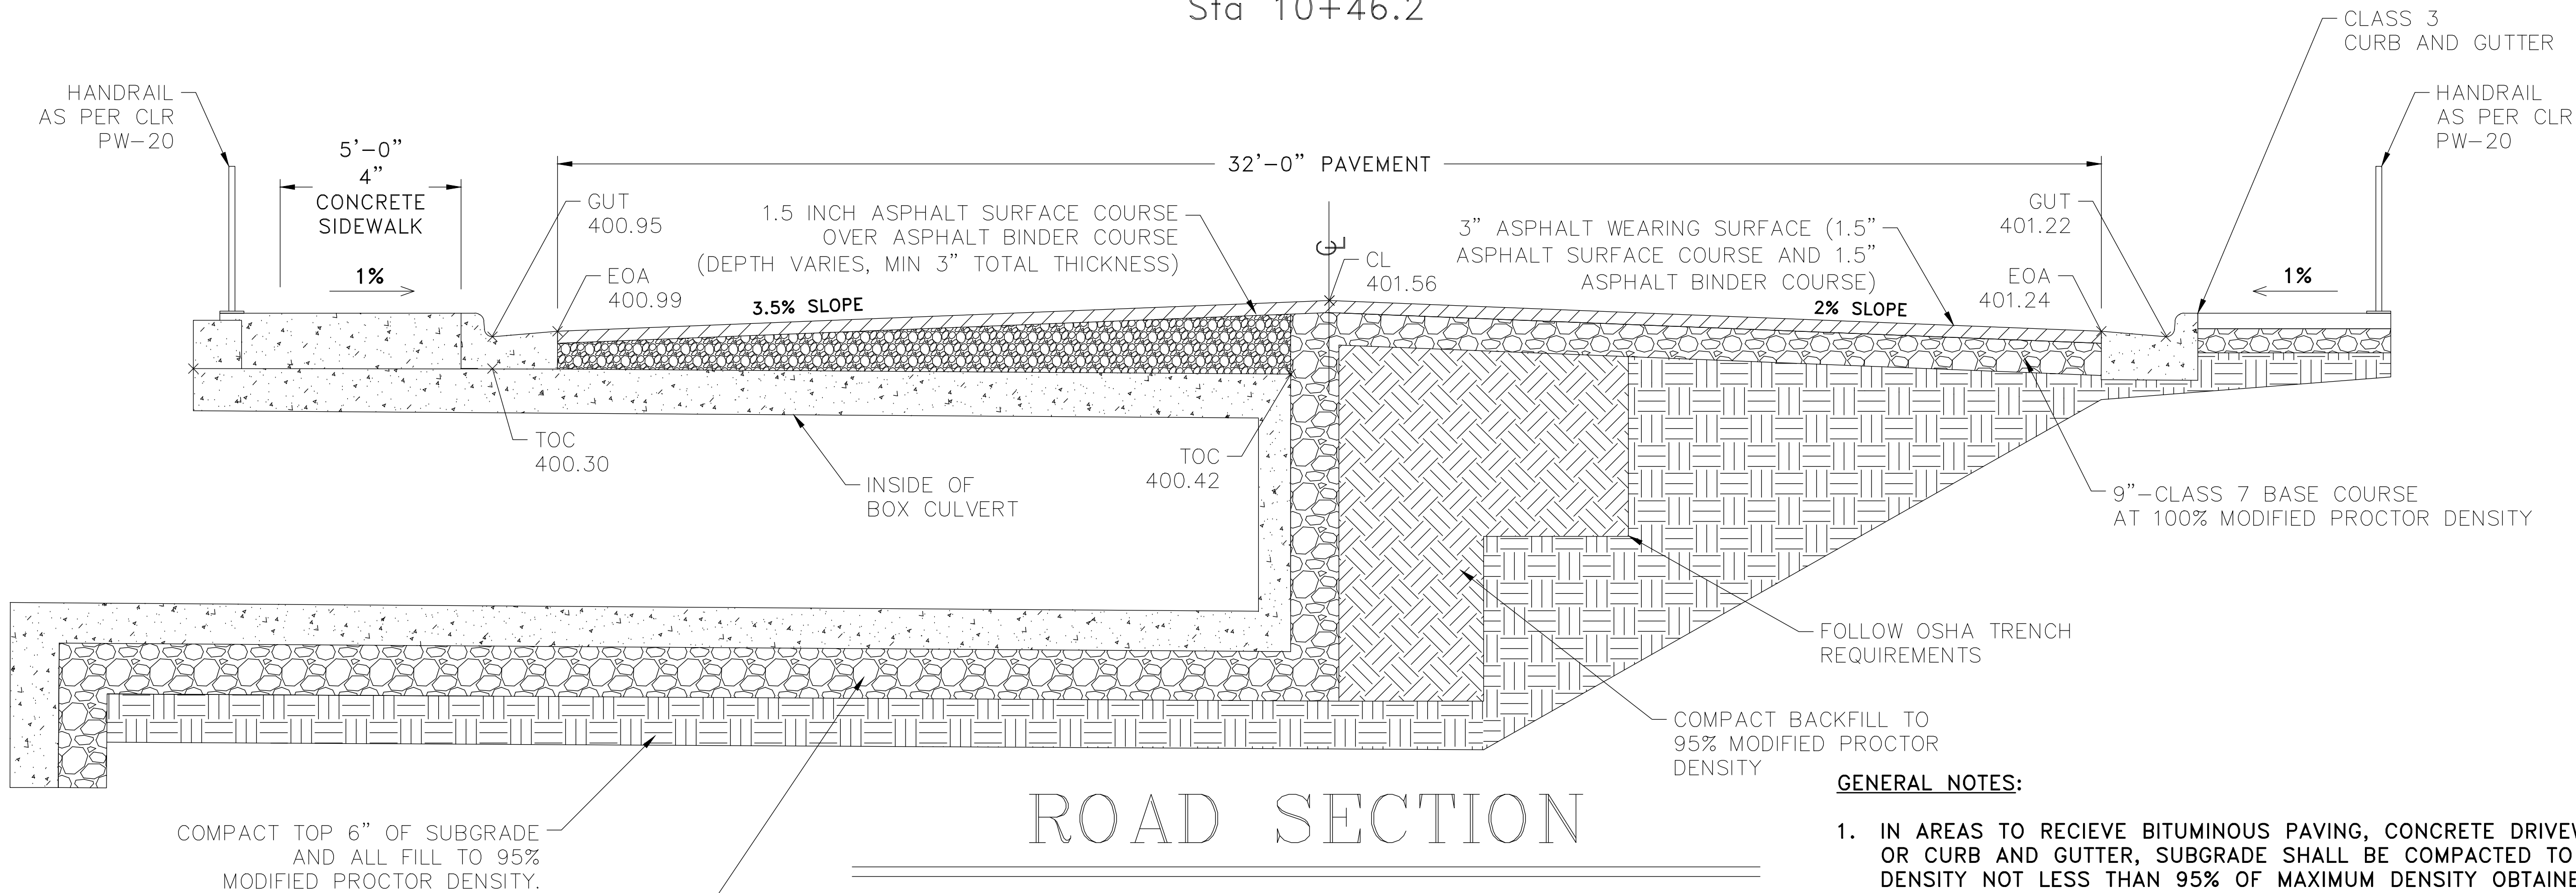 Sta 10+46.2
CLASS 3
CURB AND GUTTER
HANDRAIL
AS PER CLR
PW-20
5'-0"
4"
CONCRETE
SIDEWALK
1%
GUT
400.95
EOA
400.99
1.5 INCH ASPHALT SURFACE COURSE
OVER ASPHALT BINDER COURSE
(DEPTH VARIES, MIN 3" TOTAL THICKNESS)
3.5% SLOPE
32'-0" PAVEMENT
CL
CL
401.56
3" ASPHALT WEARING SURFACE (1.5"
ASPHALT SURFACE COURSE AND 1.5"
ASPHALT BINDER COURSE)
2% SLOPE
GUT
401.22
EOA
401.24
1%
HANDRAIL
AS PER CLR
PW-20
TOC
400.30
INSIDE OF
BOX CULVERT
TOC
400.42
9"-CLASS 7 BASE COURSE
AT 100% MODIFIED PROCTOR DENSITY
FOLLOW OSHA TRENCH
REQUIREMENTS
COMPACT BACKFILL TO
95% MODIFIED PROCTOR
DENSITY
COMPACT TOP 6" OF SUBGRADE
AND ALL FILL TO 95%
MODIFIED PROCTOR DENSITY.
ROAD SECTION
GENERAL NOTES:
1. IN AREAS TO RECIEVE BITUMINOUS PAVING, CONCRETE DRIVEW
OR CURB AND GUTTER, SUBGRADE SHALL BE COMPACTED TO
DENSITY NOT LESS THAN 95% OF MAXIMUM DENSITY OBTAINE